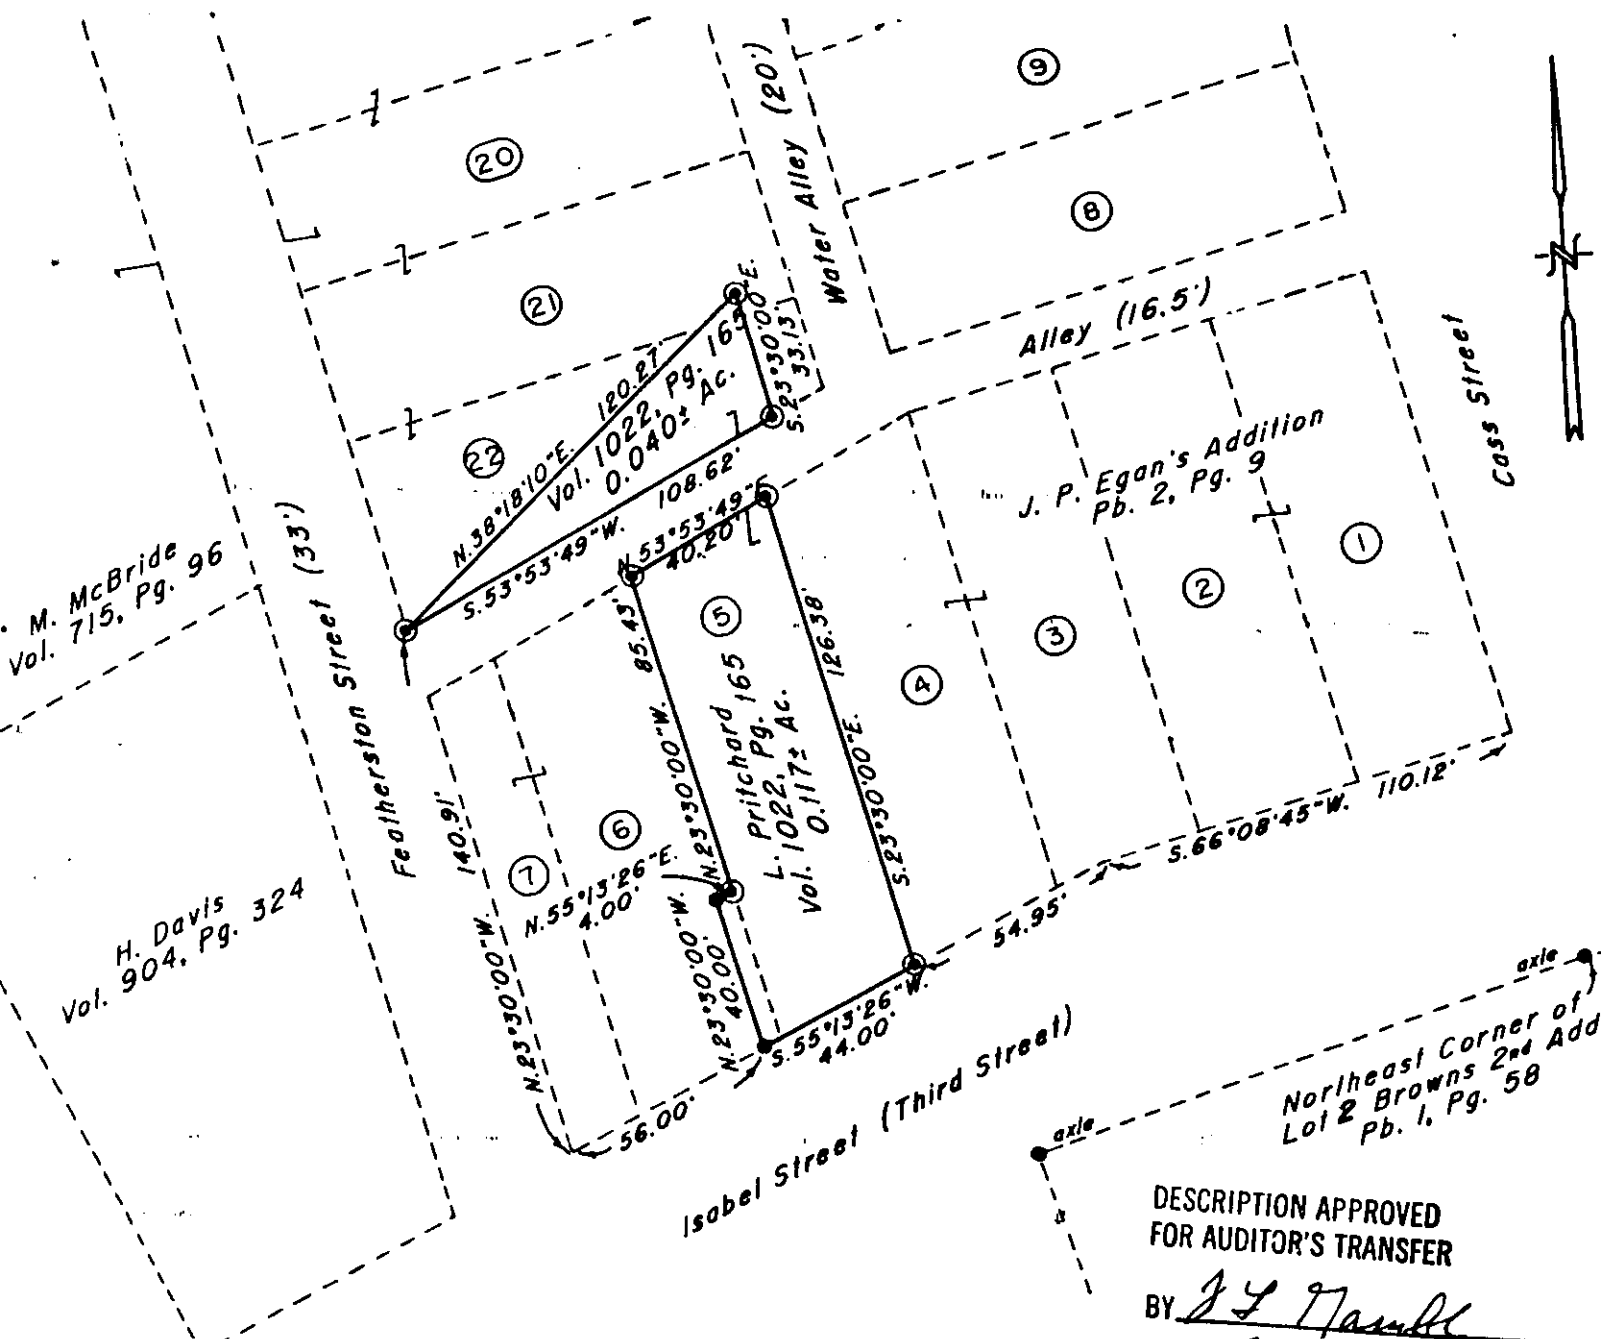 9
20
Water Alley (20')
8
21
Alley (16.5')
Cass Street
S.23°30'00"E.
33.13'
120.27'
N.38°18'10"E.
Vol. 1022, Pg. 165
0.040± Ac.
22
S.53°53'49"W. 108.62'
N.53°53'49"E.
40.20'
J. P. Egan's Addition
Pb. 2, Pg. 9
1
2
3
4
5
6
7
M. McBride
Vol. 715, Pg. 96
Featherston Street (33')
N.23°30'00"W. 85.43'
L. Pritchard
Vol. 1022, Pg. 165
0.117± Ac.
S.23°30'00"E. 126.38'
N.23°30'00"W. 140.91'
N.55°13'26"E.
4.00'
N.23°30'00"W.
40.00'
S.55°13'26"W.
44.00'
54.95'
S.66°08'45"W. 110.12'
56.00'
H. Davis
Vol. 904, Pg. 324
Isabel Street (Third Street)
axle
axle
Northeast Corner of
Lot 2 Browns 2nd Add
Pb. 1, Pg. 58
N
DESCRIPTION APPROVED
FOR AUDITOR'S TRANSFER
BY